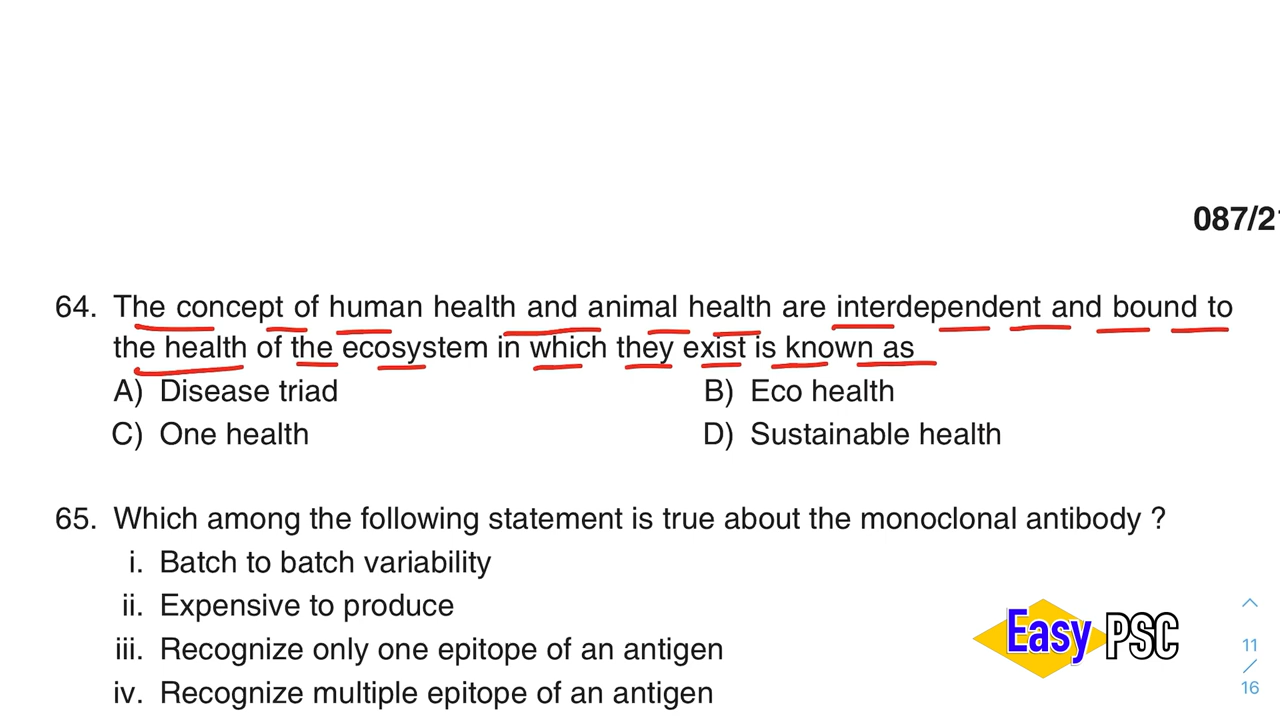 087/21
64. The concept of human health and animal health are interdependent and bound to
the health of the ecosystem in which they exist is known as
A) Disease triad B) Eco health
C) One health D) Sustainable health
65. Which among the following statement is true about the monoclonal antibody ?
i. Batch to batch variability
ii. Expensive to produce
iii. Recognize only one epitope of an antigen
iv. Recognize multiple epitope of an antigen
Easy PSC
11
/
16